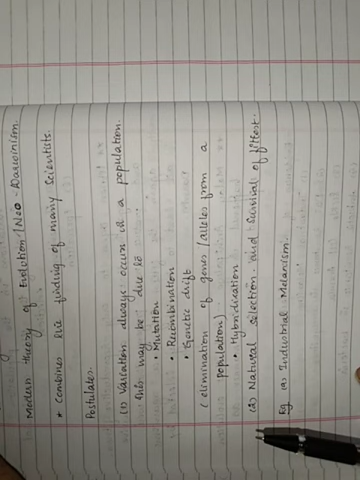 Modern theory of Evolution/Neo-Darwinism.
* Combines the finding of many Scientists.
Postulates.
(1) Variation always occurs in a population.
This may be due to
• Mutation
• Recombination
• Genetic drift
(elimination of genes/alleles from a
population)
• Hybridisation
(2) Natural selection and survival of fittest.
Eg. (a) Industrial Melanism.